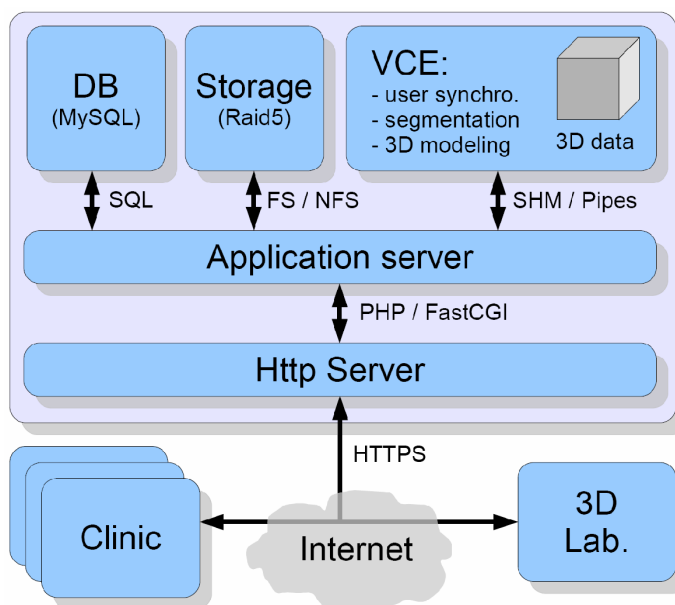 DB
(MySQL)
Storage
(Raid5)
VCE:
- user synchro.
- segmentation
- 3D modeling
3D data
SQL
FS / NFS
SHM / Pipes
Application server
PHP / FastCGI
Http Server
HTTPS
Clinic
Internet
3D
Lab.